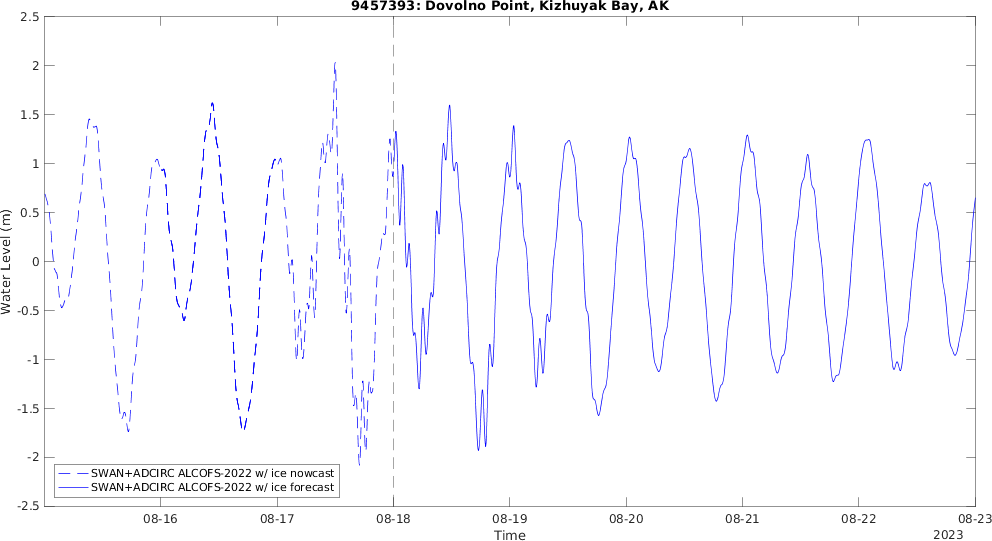 9457393: Dovolno Point, Kizhuyak Bay, AK
2.5
2
1.5
1
0.5
0
-0.5
-1
-1.5
-2
-2.5
Water Level (m)
SWAN+ADCIRC ALCOFS-2022 w/ ice nowcast
SWAN+ADCIRC ALCOFS-2022 w/ ice forecast
08-16 08-17 08-18 08-19 08-20 08-21 08-22 08-23
Time
2023